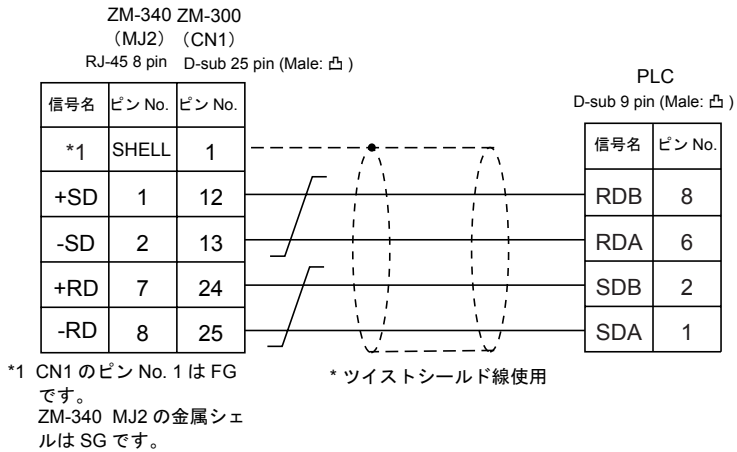 ZM-340 ZM-300
（MJ2）（CN1）
RJ-45 8 pin D-sub 25 pin (Male: 凸 )
信号名 ピン No. ピン No.
*1 SHELL 1
+SD 1 12
-SD 2 13
+RD 7 24
-RD 8 25
PLC
D-sub 9 pin (Male: 凸 )
信号名 ピン No.
RDB 8
RDA 6
SDB 2
SDA 1
* ツイストシールド線使用
*1 CN1 のピン No. 1 は FG
です。
ZM-340 MJ2 の金属シェ
ルは SG です。